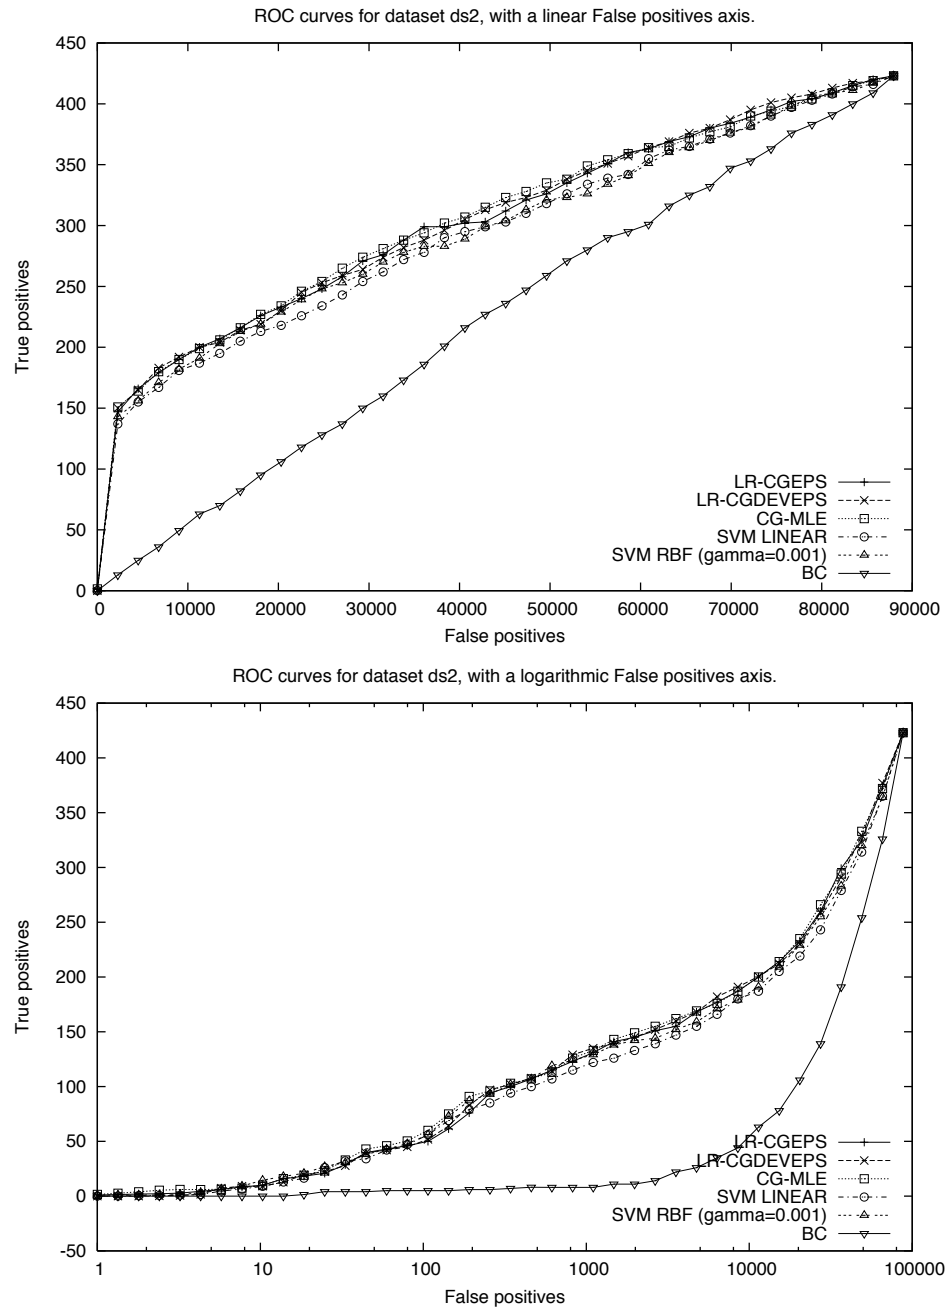 ROC curves for dataset ds2, with a linear False positives axis.
450
400
350
300
250
200
150
100
50
0
True positives
LR-CGEPS
LR-CGDEVEPS
CG-MLE
SVM LINEAR
SVM RBF (gamma=0.001)
BC
0 10000 20000 30000 40000 50000 60000 70000 80000 90000
False positives
ROC curves for dataset ds2, with a logarithmic False positives axis.
450
400
350
300
250
200
150
100
50
0
-50
True positives
LR-CGEPS
LR-CGDEVEPS
CG-MLE
SVM LINEAR
SVM RBF (gamma=0.001)
BC
1 10 100 1000 10000 100000
False positives